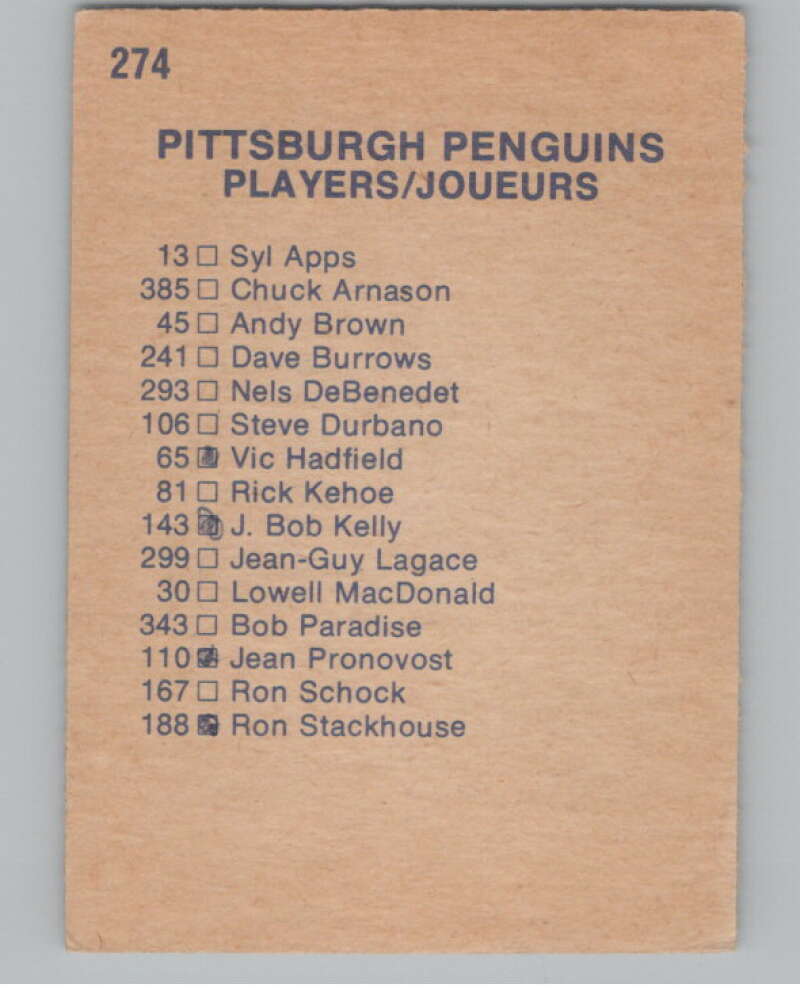 274
PITTSBURGH PENGUINS
PLAYERS/JOUEURS
13 □ Syl Apps
385 □ Chuck Arnason
45 □ Andy Brown
241 □ Dave Burrows
293 □ Nels DeBenedet
106 □ Steve Durbano
65 □ Vic Hadfield
81 □ Rick Kehoe
143 □ J. Bob Kelly
299 □ Jean-Guy Lagace
30 □ Lowell MacDonald
343 □ Bob Paradise
110 □ Jean Pronovost
167 □ Ron Schock
188 □ Ron Stackhouse